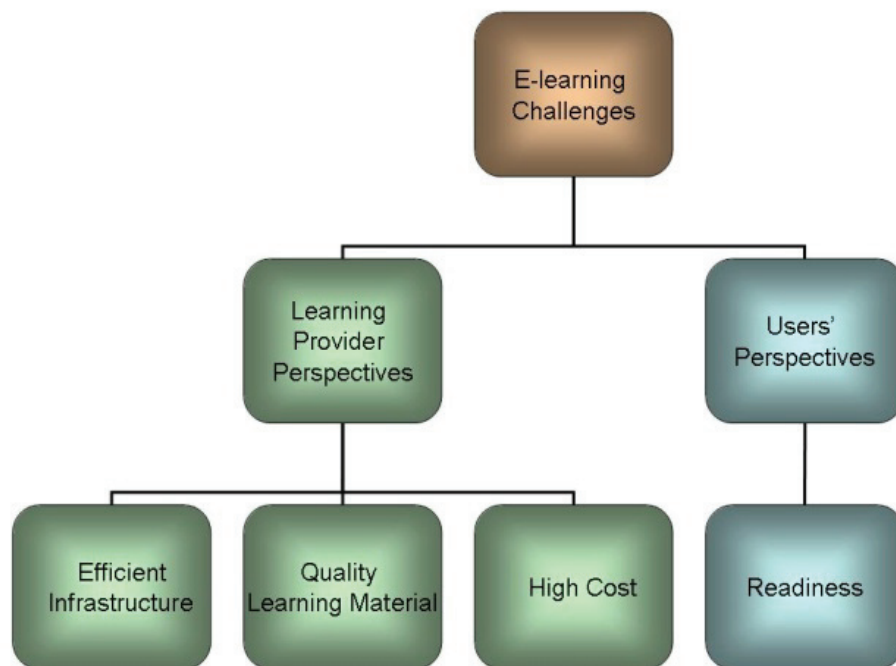 E-learning
Challenges
Learning
Provider
Perspectives
Users’
Perspectives
Efficient
Infrastructure
Quality
Learning Material
High Cost
Readiness